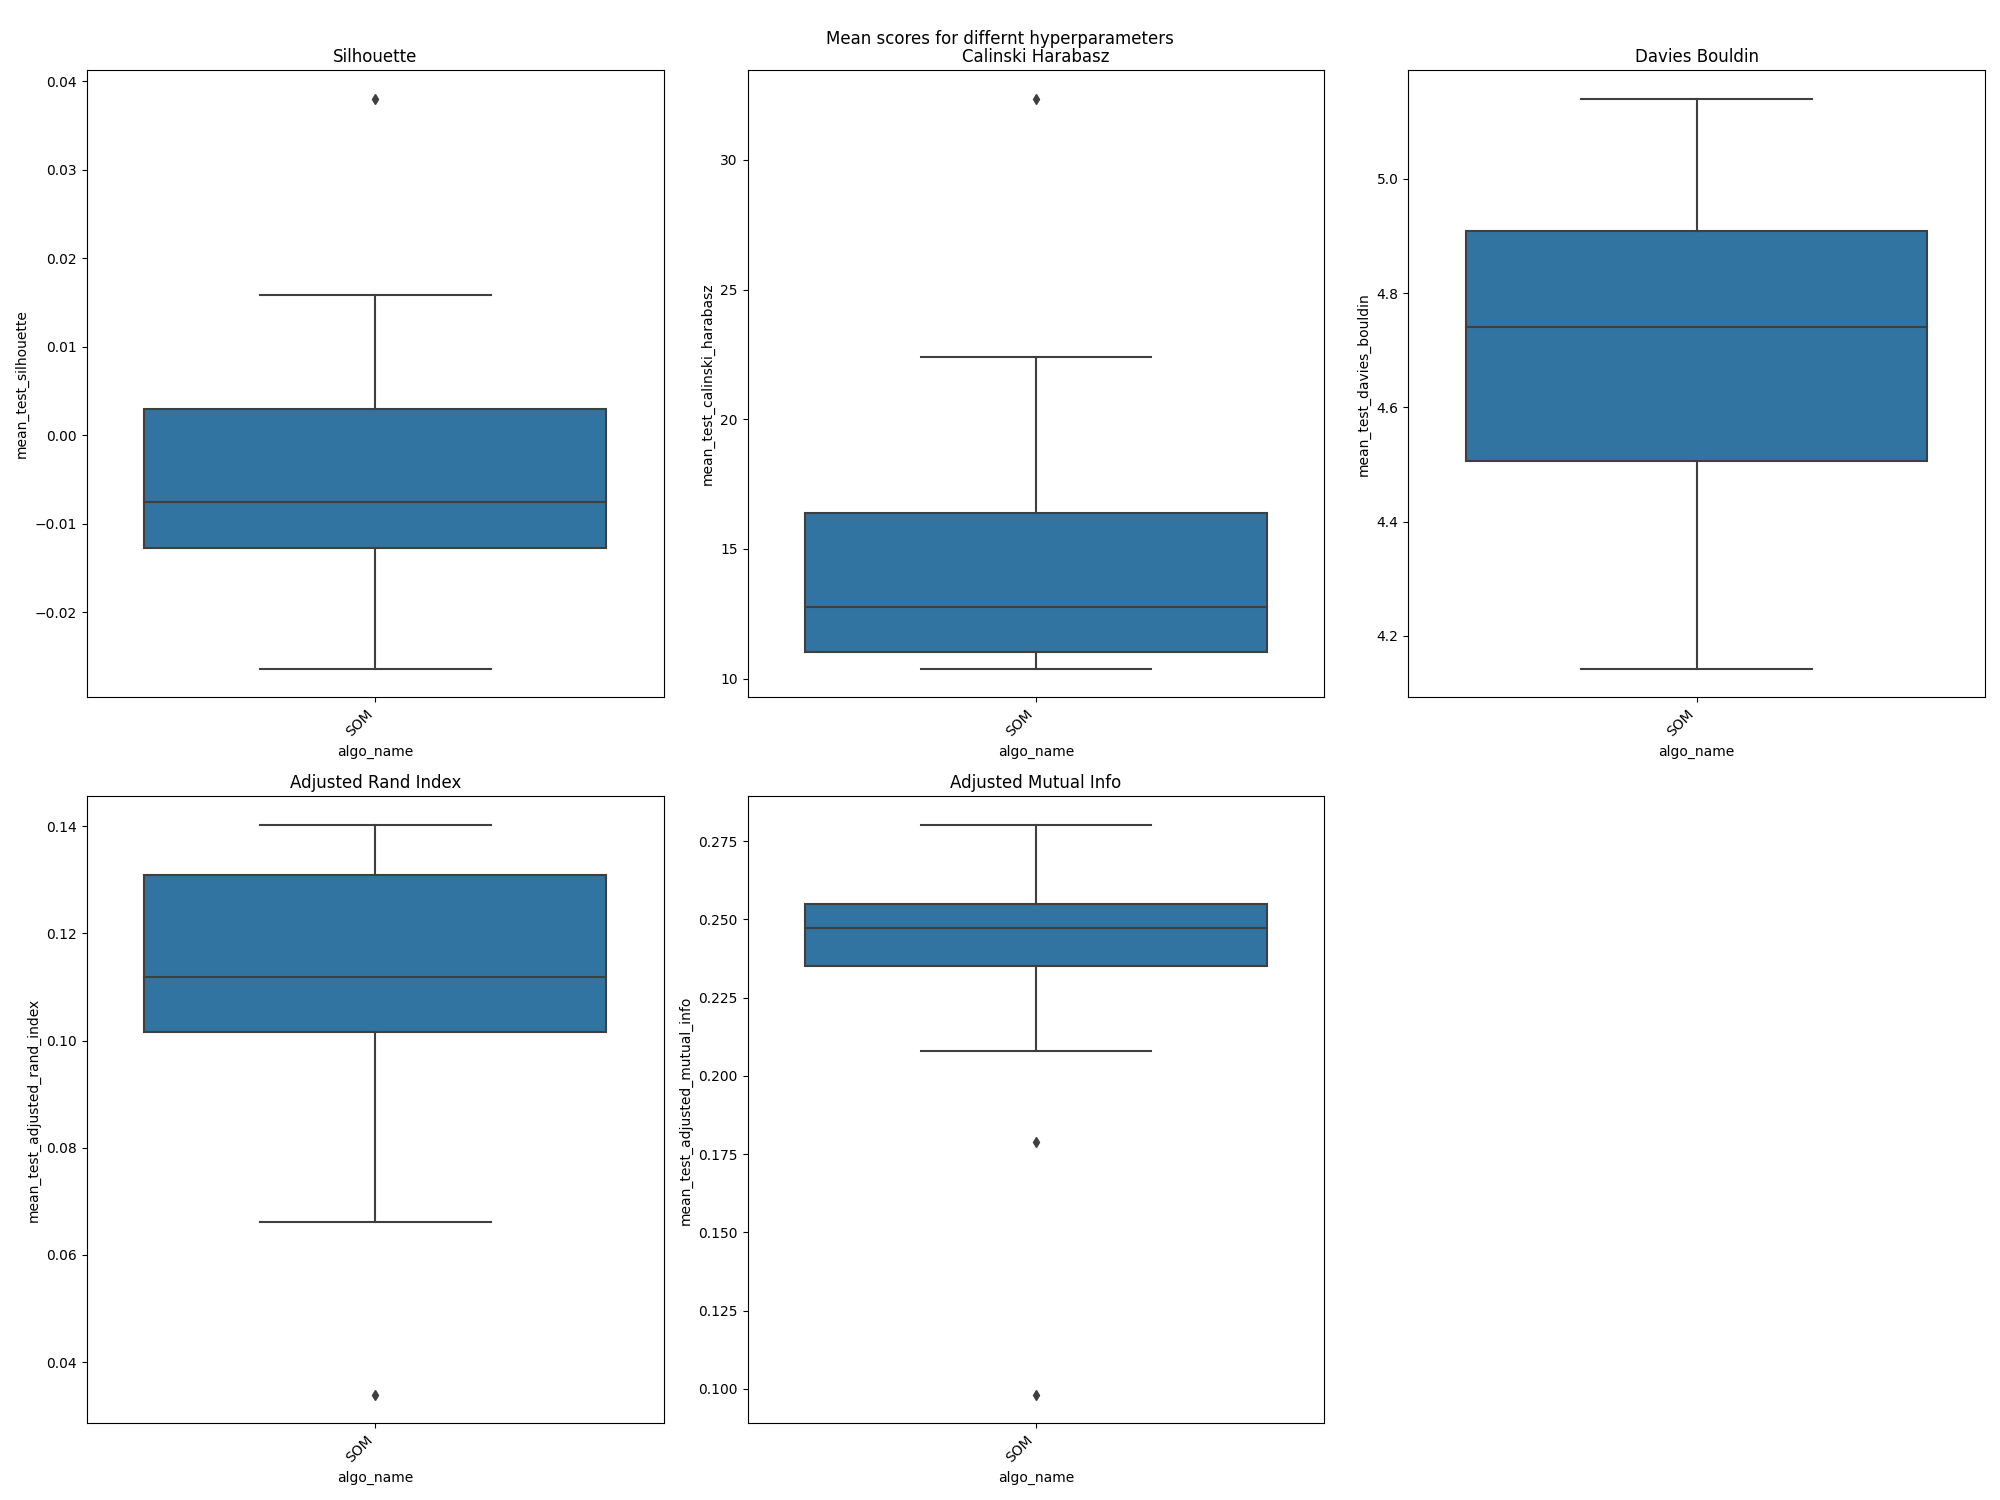 Mean scores for differnt hyperparameters
Silhouette
0.04
0.03
0.02
0.01
0.00
−0.01
−0.02
mean_test_silhouette
SOM
algo_name
Calinski Harabasz
30
25
20
15
10
mean_test_calinski_harabasz
SOM
algo_name
Davies Bouldin
5.0
4.8
4.6
4.4
4.2
mean_test_davies_bouldin
SOM
algo_name
Adjusted Rand Index
0.14
0.12
0.10
0.08
0.06
0.04
mean_test_adjusted_rand_index
SOM
algo_name
Adjusted Mutual Info
0.275
0.250
0.225
0.200
0.175
0.150
0.125
0.100
mean_test_adjusted_mutual_info
SOM
algo_name